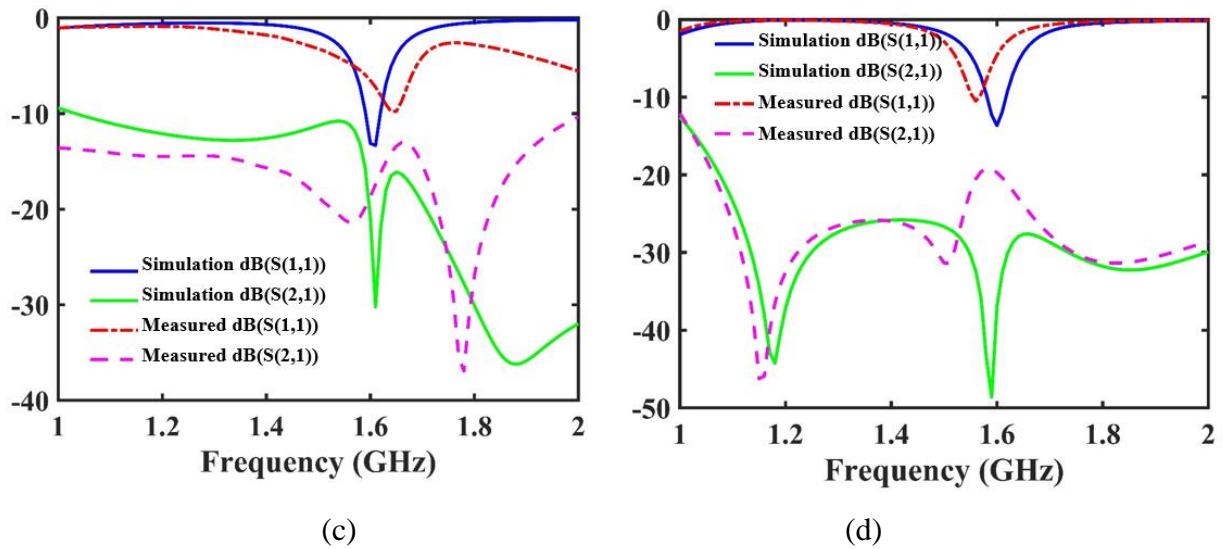 0
-10
-20
-30
-40
Simulation dB(S(1,1))
Simulation dB(S(2,1))
Measured dB(S(1,1))
Measured dB(S(2,1))
1 1.2 1.4 1.6 1.8 2
Frequency (GHz)
(c)
0
-10
-20
-30
-40
-50
Simulation dB(S(1,1))
Simulation dB(S(2,1))
Measured dB(S(1,1))
Measured dB(S(2,1))
1 1.2 1.4 1.6 1.8 2
Frequency (GHz)
(d)